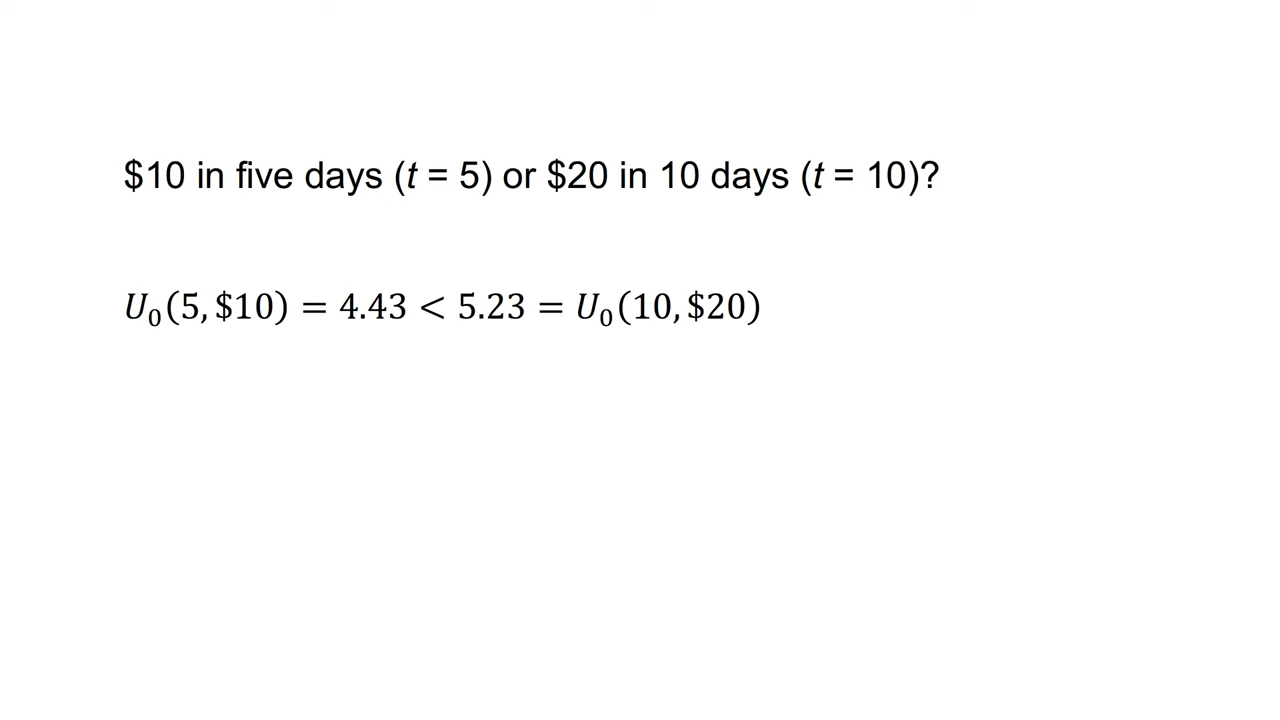 $10 in five days (t = 5) or $20 in 10 days (t = 10)?
U₀(5, $10) = 4.43 < 5.23 = U₀(10, $20)